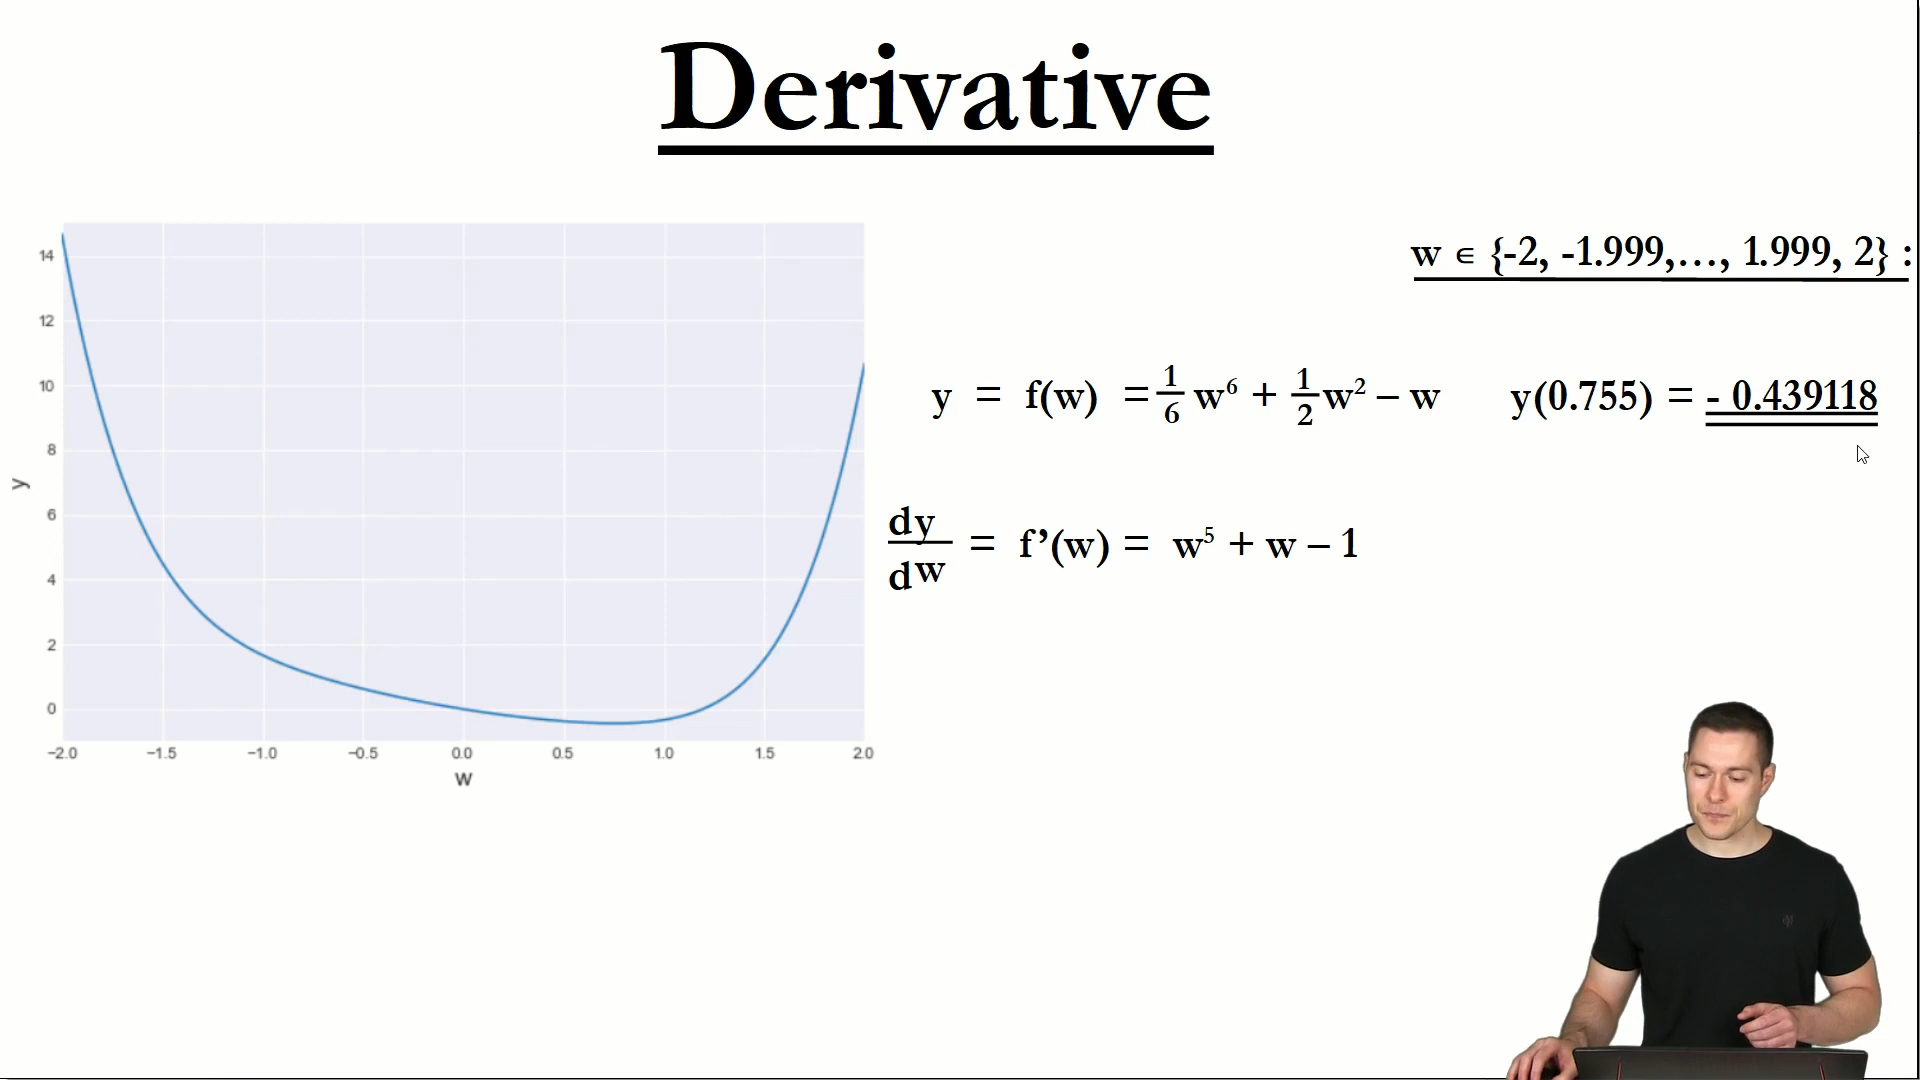 Derivative
w ∈ {-2, -1.999,…, 1.999, 2} :
y = f(w) = 1/6 w⁶ + 1/2 w² – w
y(0.755) = - 0.439118
dy/dw = f’(w) = w⁵ + w – 1
14
12
10
8
6
4
2
0
y
−2.0 −1.5 −1.0 −0.5 0.0 0.5 1.0 1.5 2.0
w